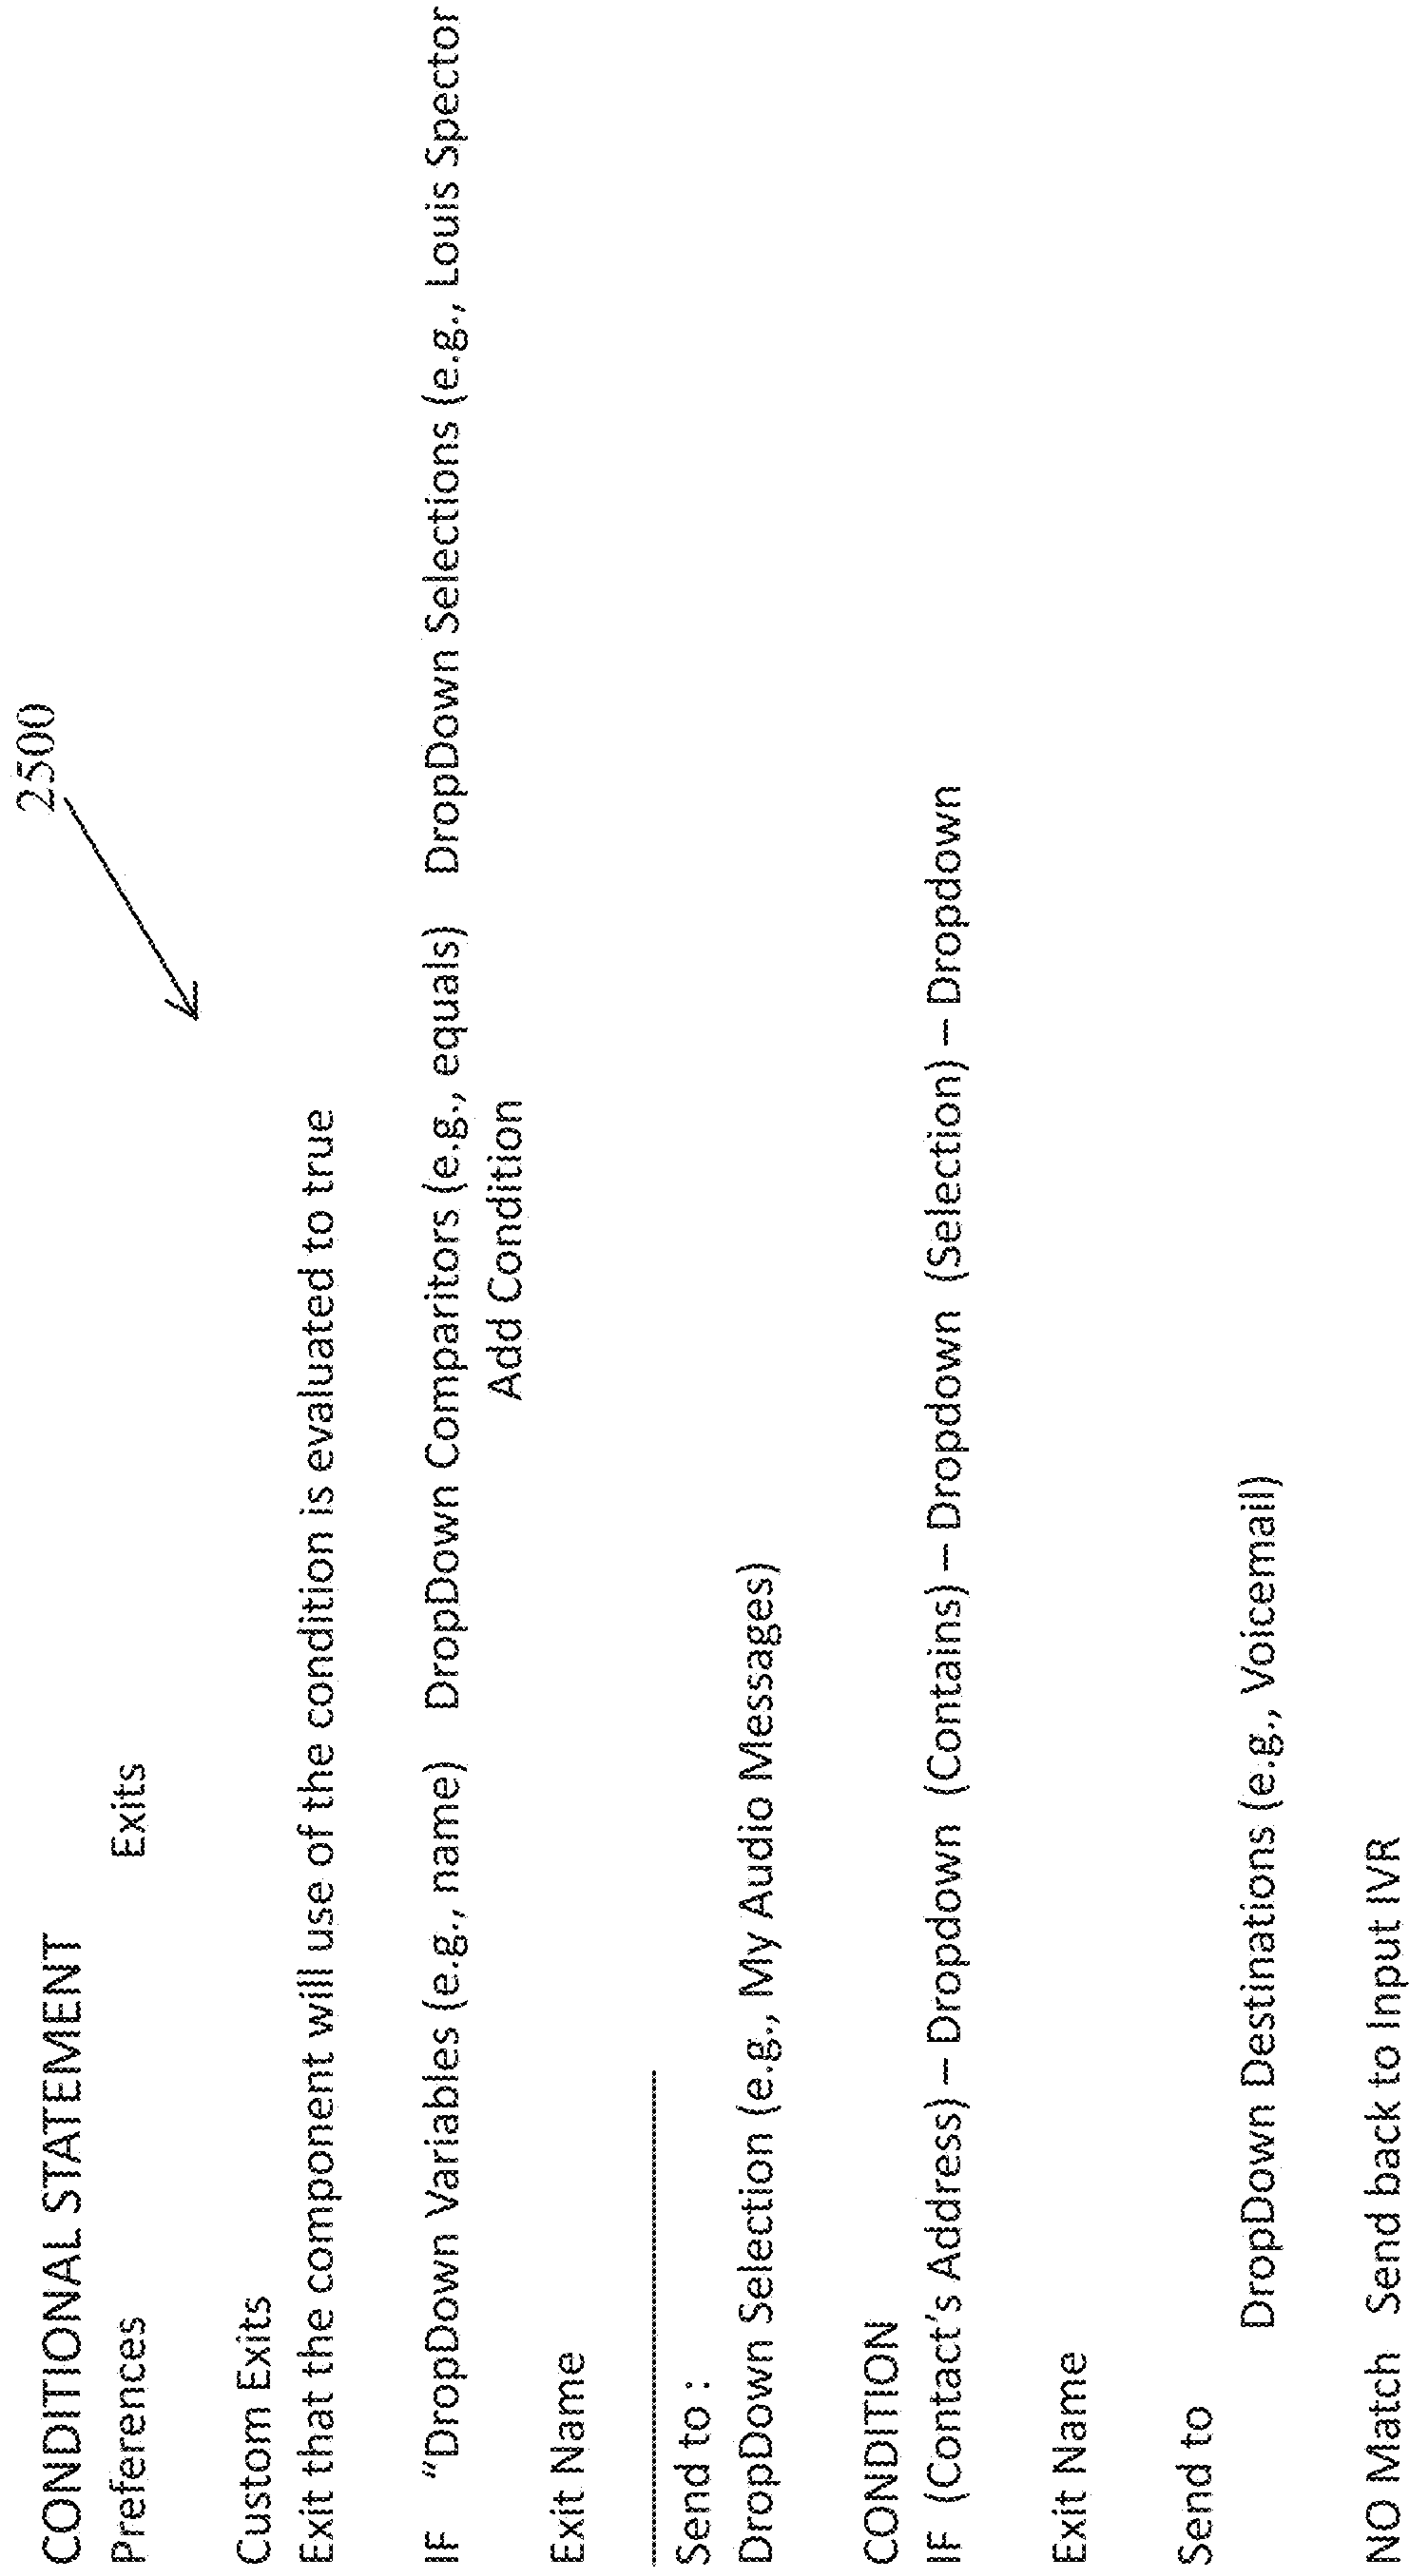 2500
CONDITIONAL STATEMENT
Preferences Exits
Custom Exits
Exit that the component will use of the condition is evaluated to true
IF "DropDown Variables (e.g., name) DropDown Comparitors (e.g., equals) DropDown Selections (e.g., Louis Spector
Add Condition
Exit Name
Send to :
DropDown Selection (e.g., My Audio Messages)
CONDITION
IF (Contact's Address) – Dropdown (Contains) – Dropdown (Selection) – Dropdown
Exit Name
Send to
DropDown Destinations (e.g., Voicemail)
NO Match Send back to Input IVR